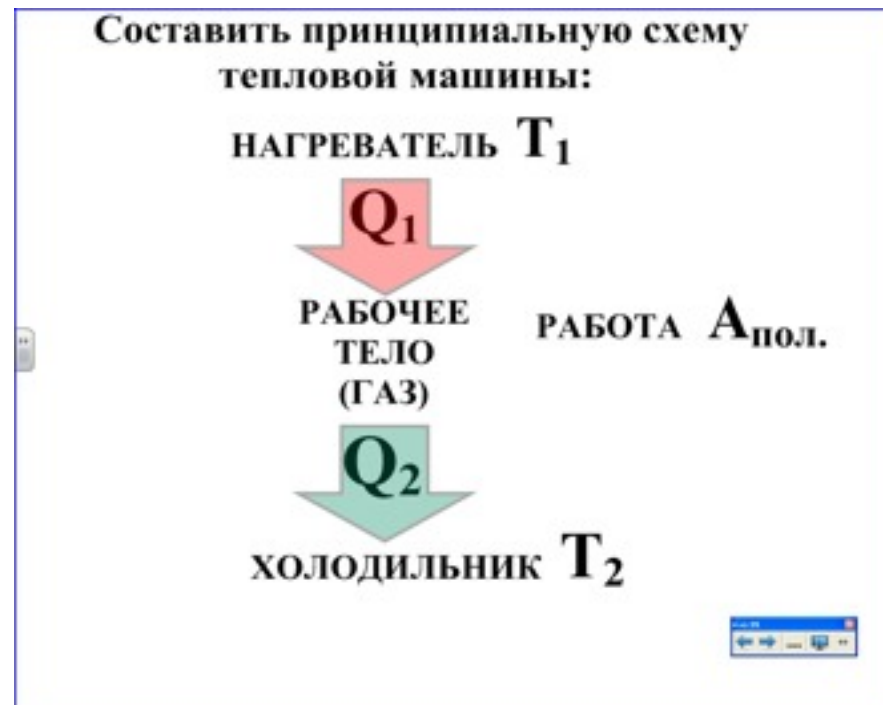 Составить принципиальную схему
тепловой машины:
НАГРЕВАТЕЛЬ T₁
Q₁
РАБОЧЕЕ
ТЕЛО
(ГАЗ)
РАБОТА Aпол.
Q₂
ХОЛОДИЛЬНИК T₂